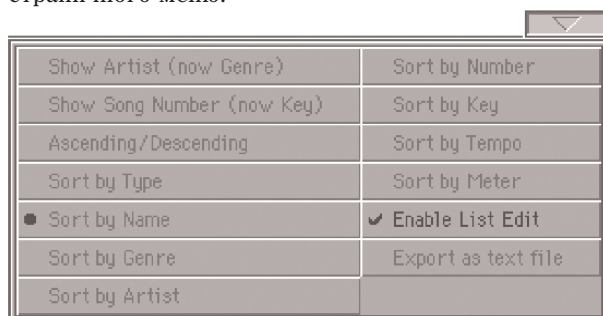 Show Artist (now Genre)
Show Song Number (now Key)
Ascending/Descending
Sort by Type
Sort by Name
Sort by Genre
Sort by Artist
Sort by Number
Sort by Key
Sort by Tempo
Sort by Meter
Enable List Edit
Export as text file